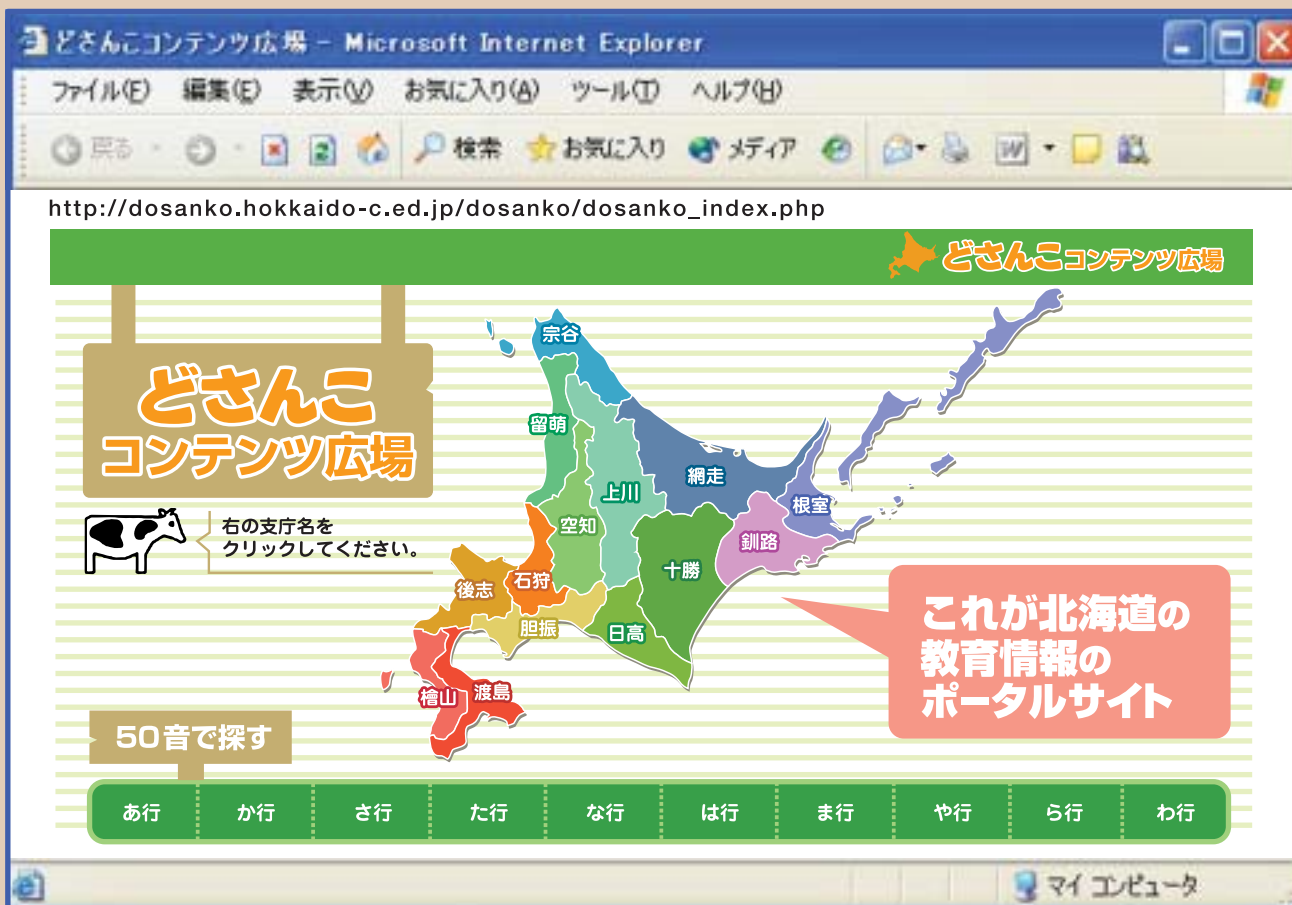 どさんこコンテンツ広場 - Microsoft Internet Explorer
ファイル(F) 編集(E) 表示(V) お気に入り(A) ツール(T) ヘルプ(H)
戻る 検索 お気に入り メディア
http://dosanko.hokkaido-c.ed.jp/dosanko/dosanko_index.php
どさんこコンテンツ広場
どさんこ
コンテンツ広場
右の支庁名を
クリックしてください。
宗谷
留萌
上川
網走
空知
根室
釧路
十勝
石狩
後志
胆振
日高
檜山
渡島
これが北海道の
教育情報の
ポータルサイト
50音で探す
あ行 か行 さ行 た行 な行 は行 ま行 や行 ら行 わ行
マイ コンピュータ